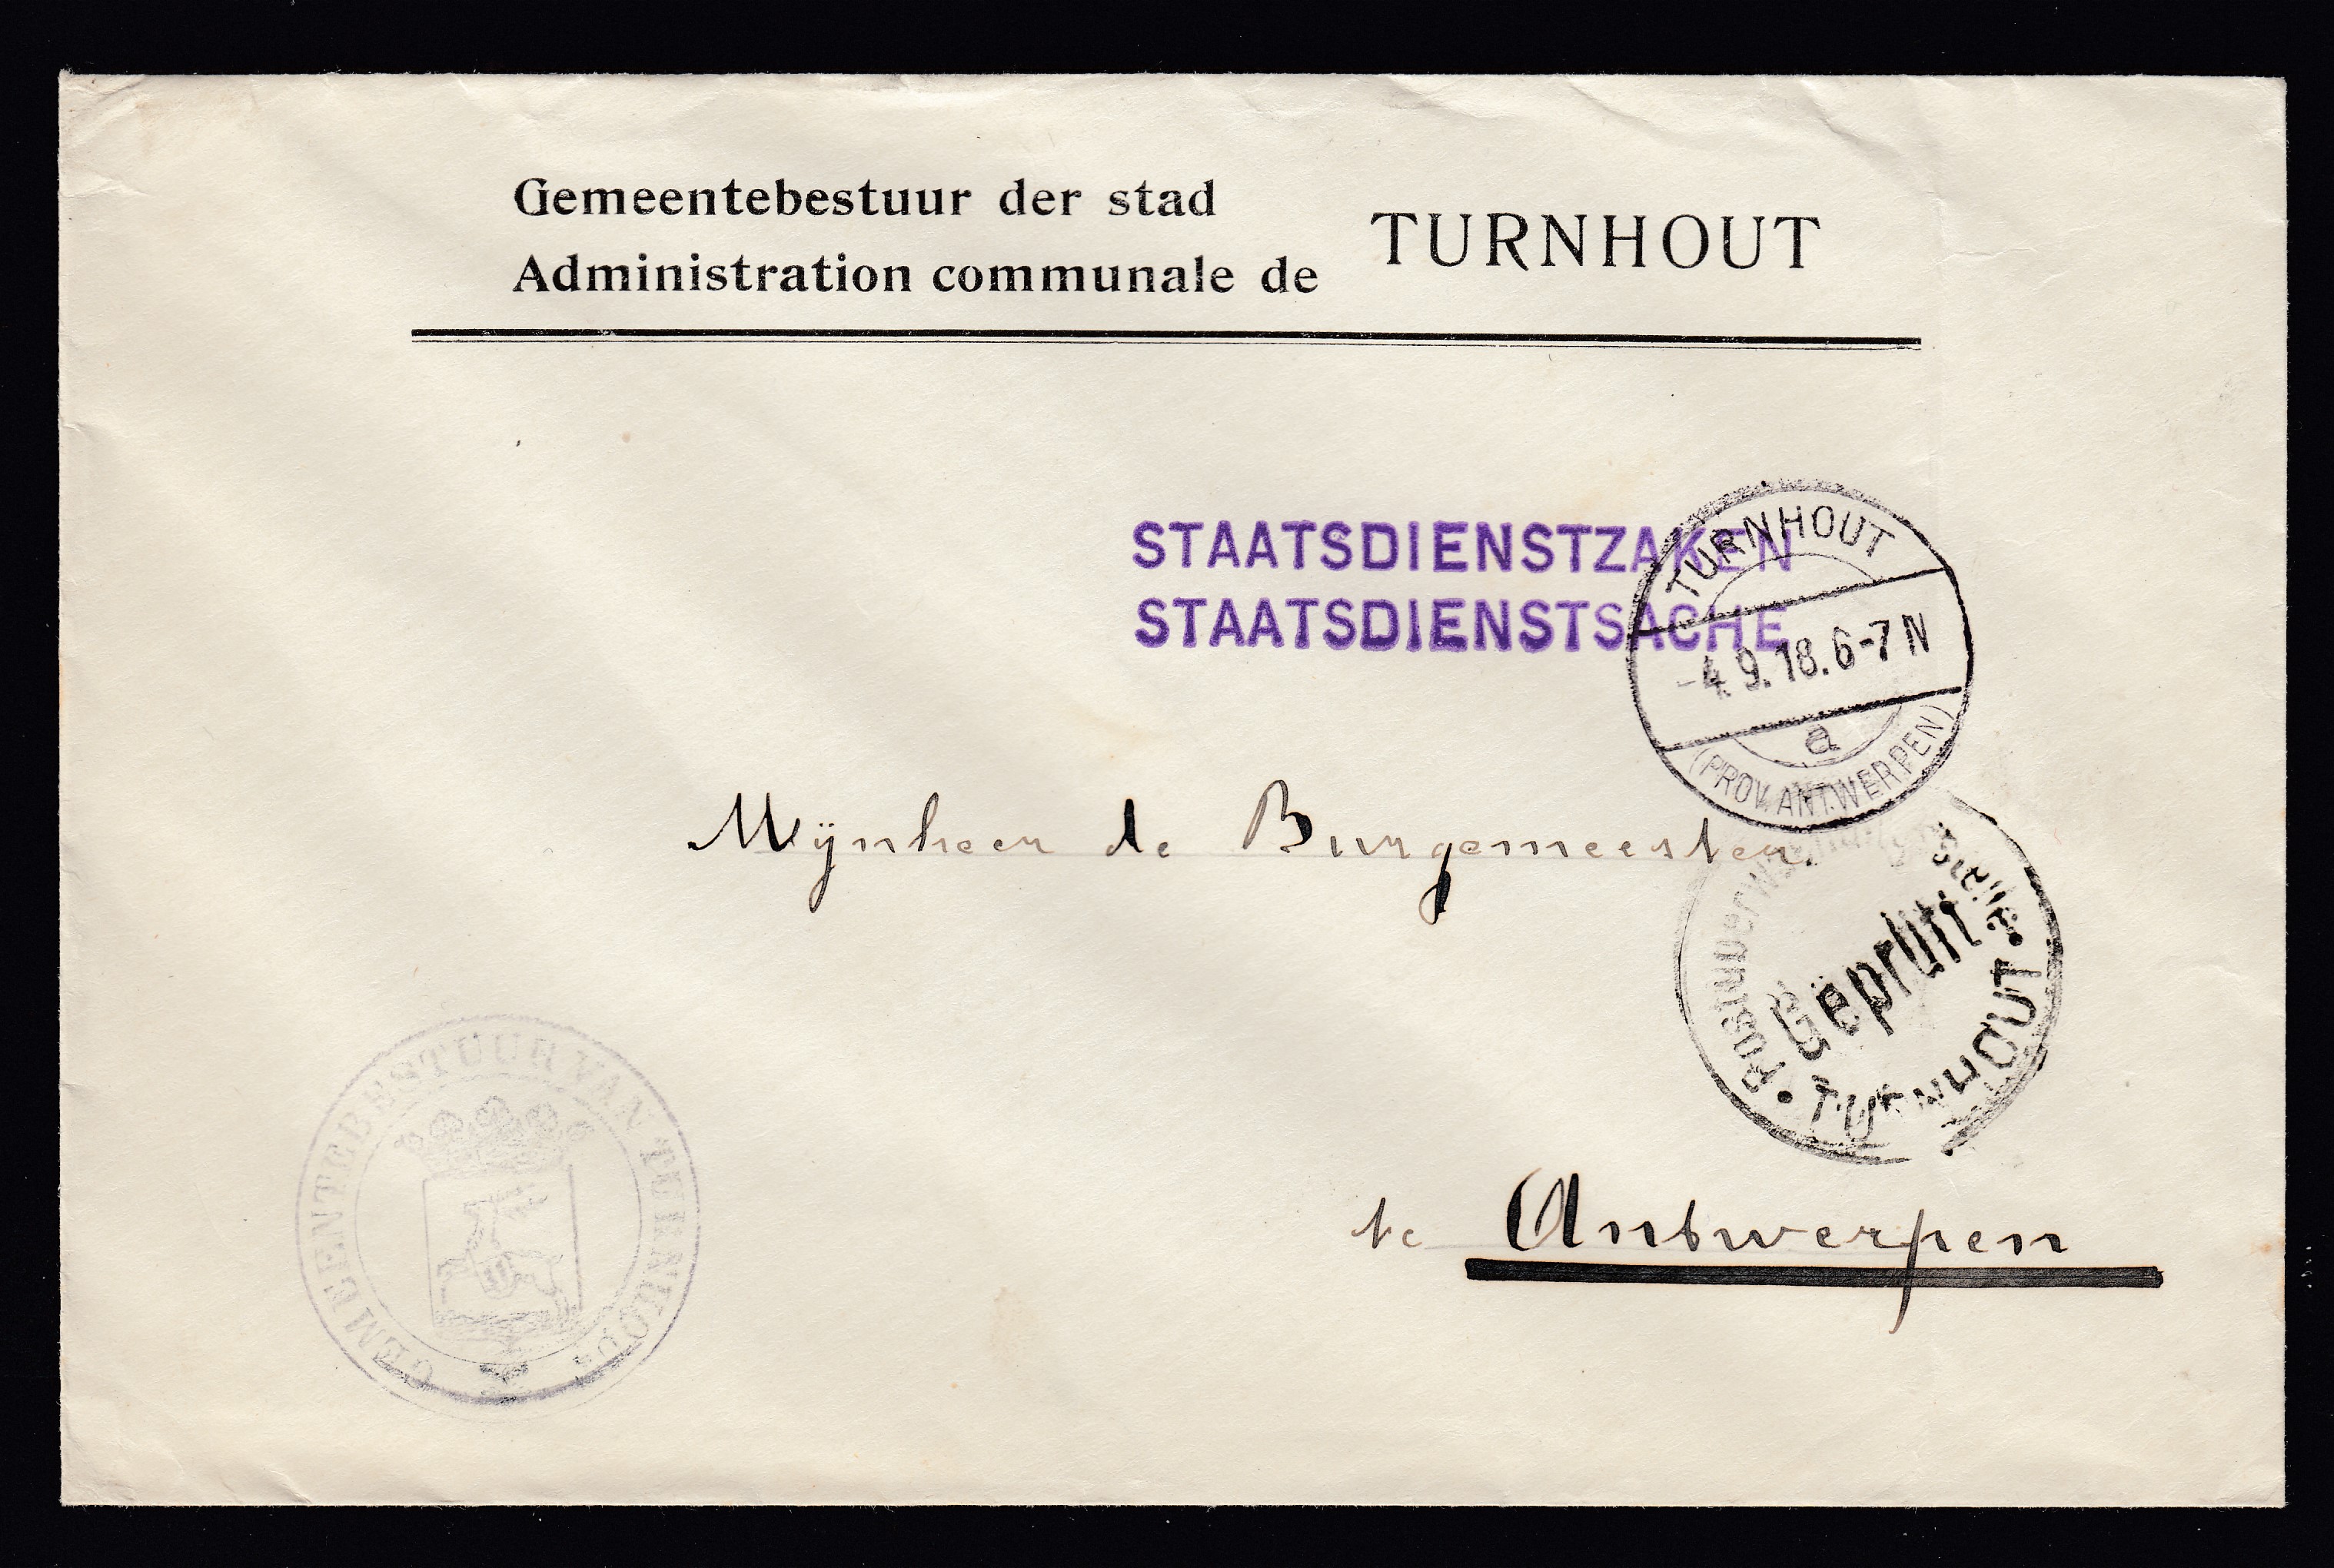 Gemeentebestuur der stad
Administration communale de
TURNHOUT
STAATSDIENSTZAKEN
STAATSDIENSTSACHE
TURNHOUT
-4.9.18.6-7N
a
(PROV. ANTWERPEN)
Mijnheer de Burgemeester
Postüberwachungsstelle
Geprüft
TURNHOUT
GEMEENTEBESTUUR VAN TURNHOUT
te Antwerpen